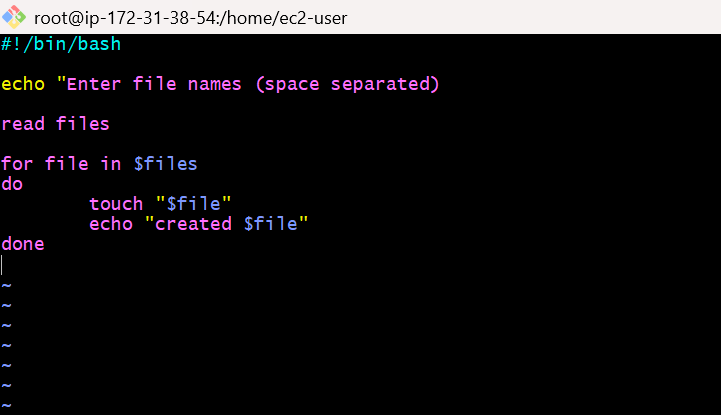 root@ip-172-31-38-54:/home/ec2-user
#!/bin/bash
echo "Enter file names (space separated)
read files
for file in $files
do
        touch "$file"
        echo "created $file"
done
~
~
~
~
~
~
~